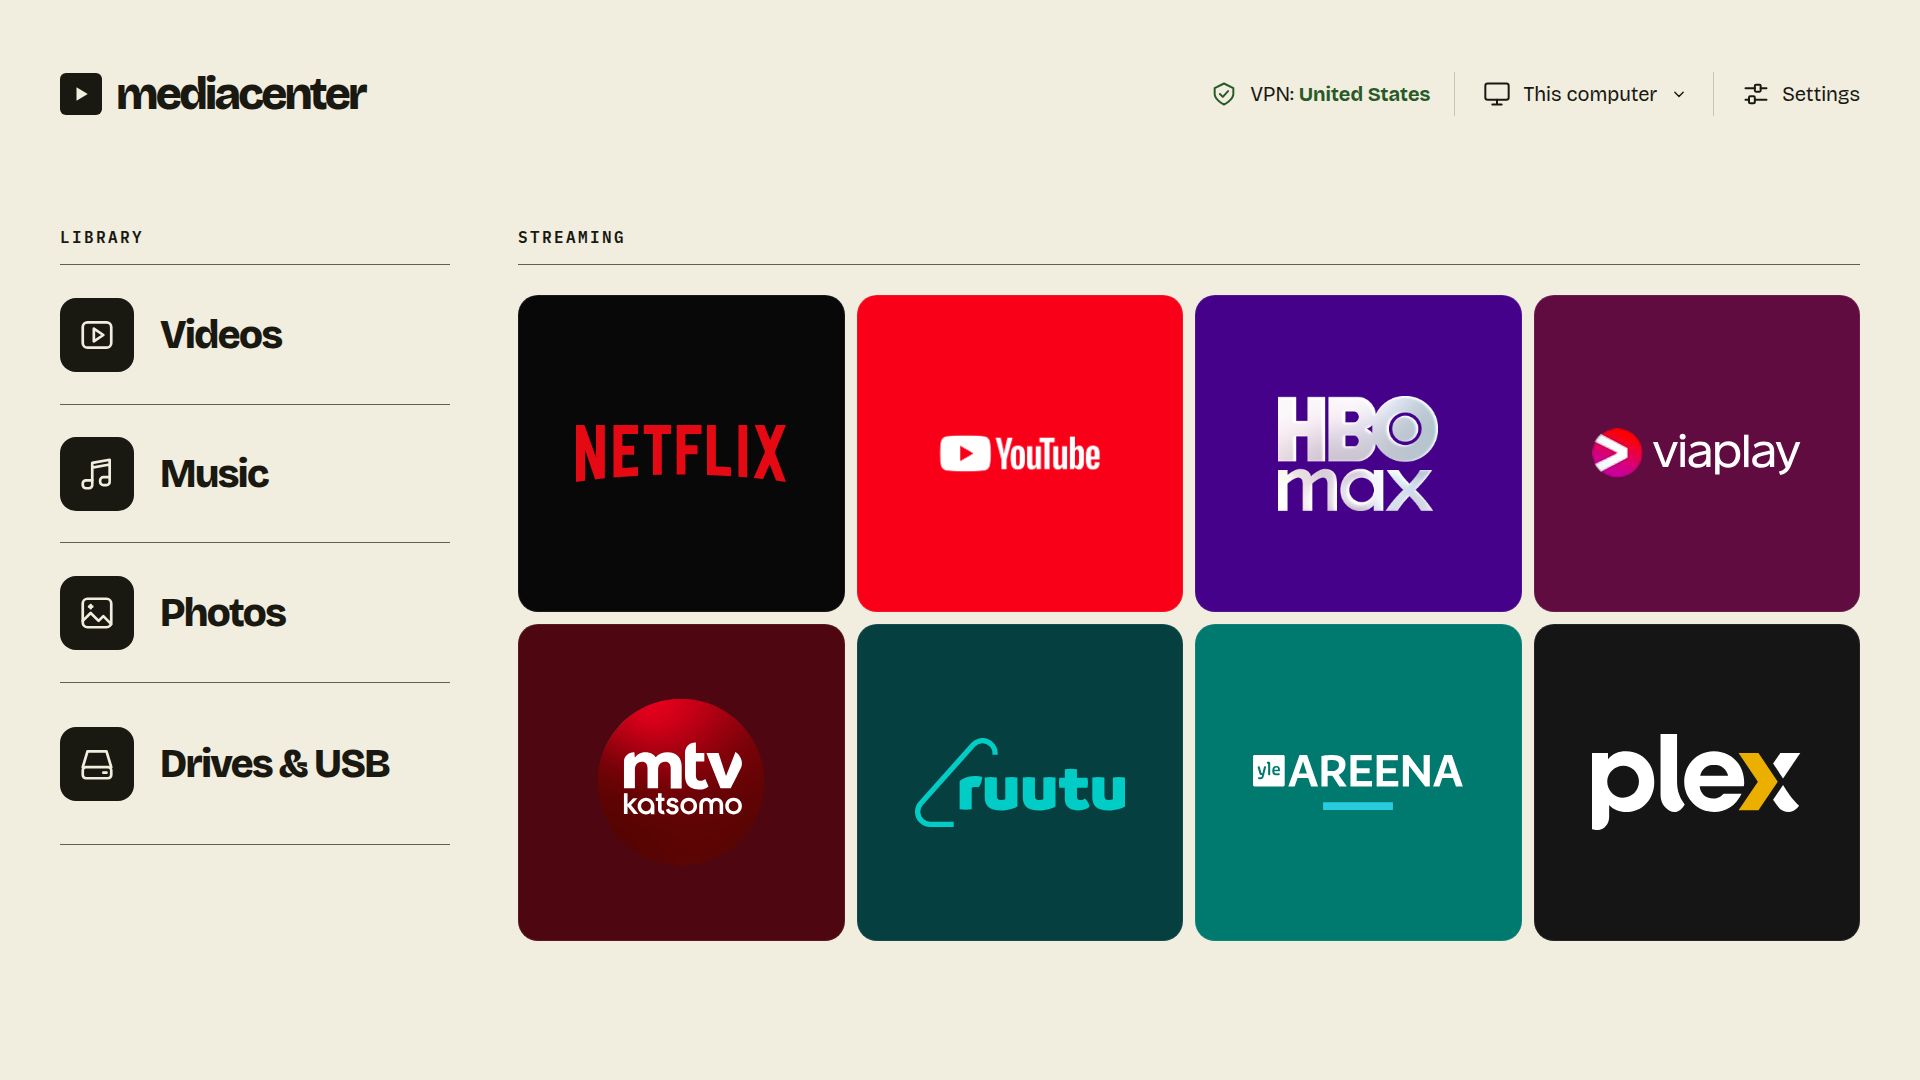 mediacenter
VPN: United States
This computer
Settings
LIBRARY
Videos
Music
Photos
Drives & USB
STREAMING
NETFLIX
YouTube
HBO
max
viaplay
mtv
katsomo
ruutu
yle AREENA
plex